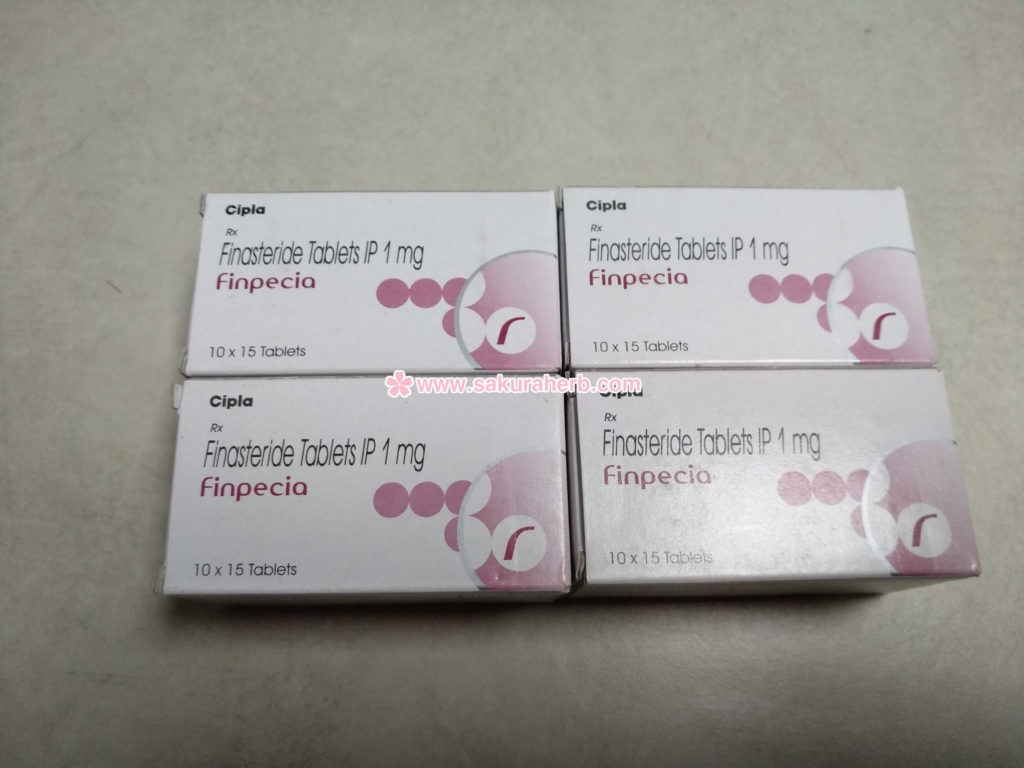 Cipla
Rx
Finasteride Tablets IP 1 mg
Finpecia
10 x 15 Tablets
Cipla
Rx
Finasteride Tablets IP 1 mg
Finpecia
10 x 15 Tablets
www.sakuraherb.com
Cipla
Rx
Finasteride Tablets IP 1 mg
Finpecia
10 x 15 Tablets
Cipla
Rx
Finasteride Tablets IP 1 mg
Finpecia
10 x 15 Tablets